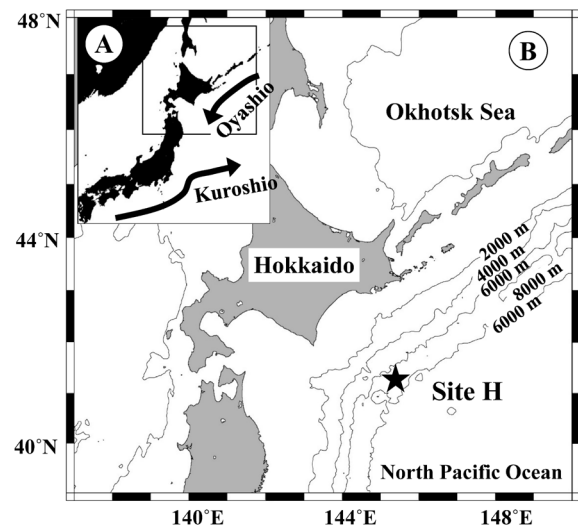 48°N
A
B
Oyashio
Kuroshio
Okhotsk Sea
44°N
Hokkaido
2000 m
4000 m
6000 m
8000 m
6000 m
Site H
40°N
North Pacific Ocean
140°E
144°E
148°E